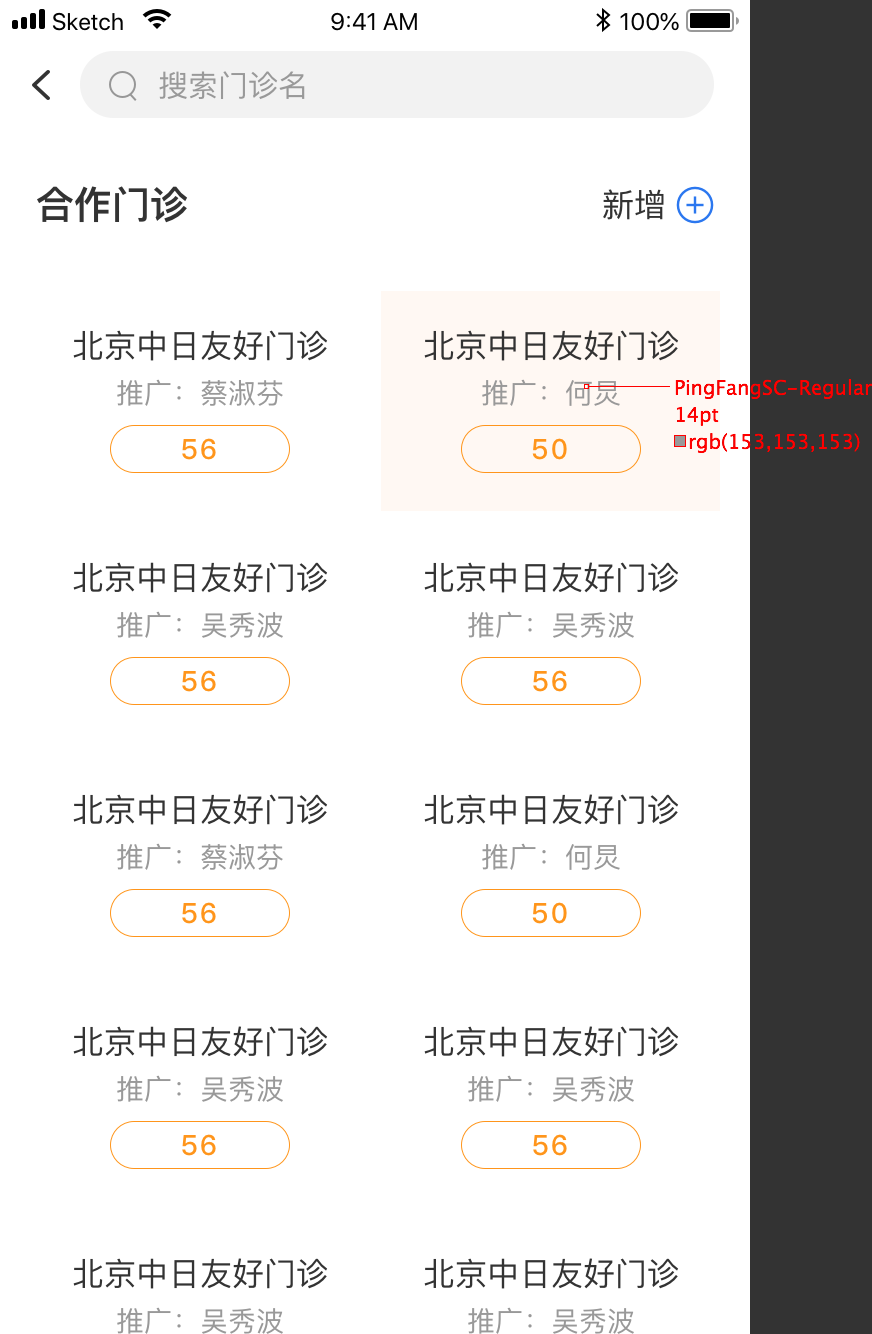 Sketch 9:41 AM 100%
搜索门诊名
合作门诊 新增
北京中日友好门诊 北京中日友好门诊
推广：蔡淑芬 推广：何炅 PingFangSC-Regular
14pt
rgb(153,153,153)
56 50
北京中日友好门诊 北京中日友好门诊
推广：吴秀波 推广：吴秀波
56 56
北京中日友好门诊 北京中日友好门诊
推广：蔡淑芬 推广：何炅
56 50
北京中日友好门诊 北京中日友好门诊
推广：吴秀波 推广：吴秀波
56 56
北京中日友好门诊 北京中日友好门诊
推广：吴秀波 推广：吴秀波